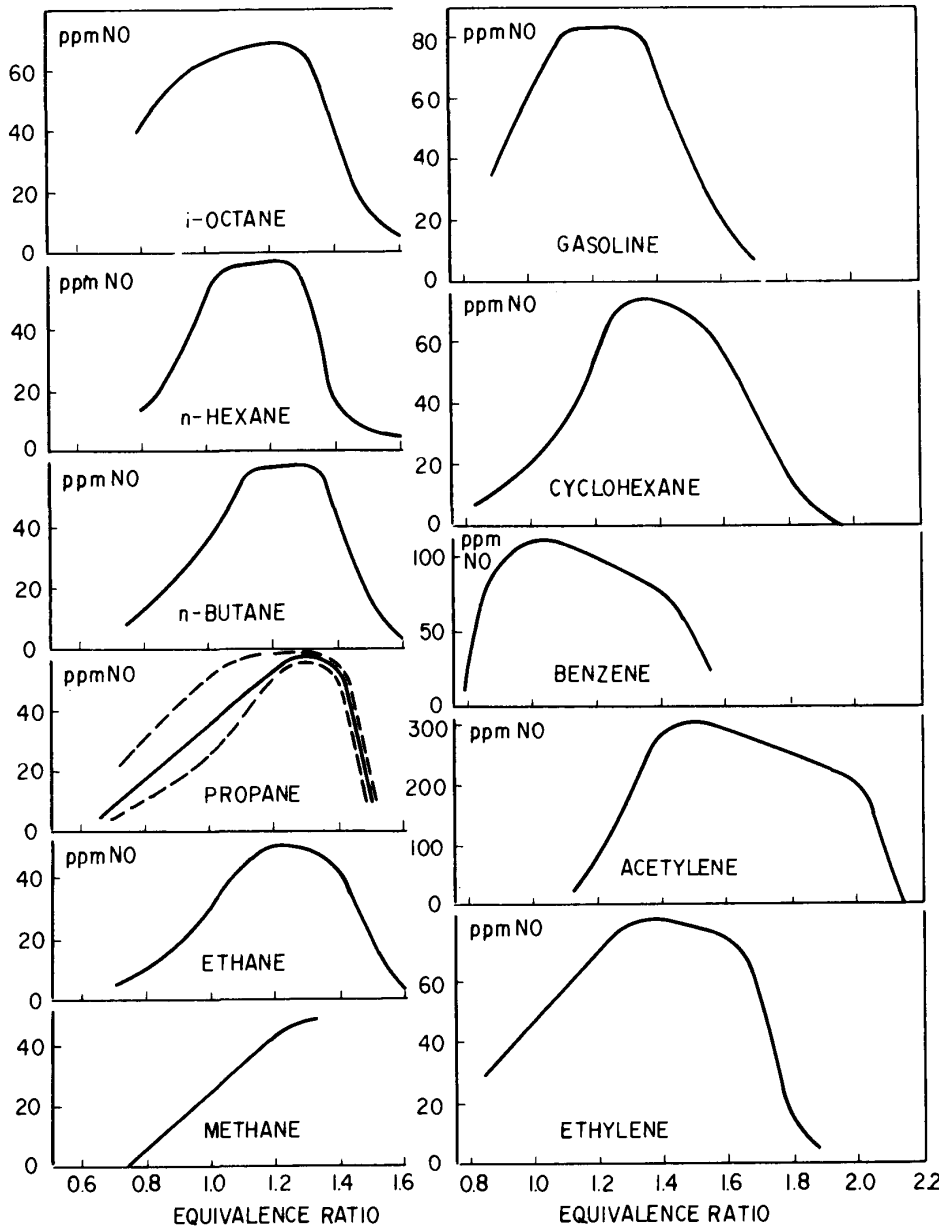 ppm NO
60
40
20
0
i-OCTANE
ppm NO
40
20
0
n-HEXANE
ppm NO
40
20
0
n-BUTANE
ppm NO
40
20
0
PROPANE
ppm NO
40
20
0
ETHANE
40
20
0
METHANE
0.6 0.8 1.0 1.2 1.4 1.6
EQUIVALENCE RATIO
ppm NO
80
60
40
20
0
GASOLINE
ppm NO
60
40
20
0
CYCLOHEXANE
ppm
NO
100
50
0
BENZENE
300
ppm NO
200
100
0
ACETYLENE
ppm NO
60
40
20
0
ETHYLENE
0.8 1.0 1.2 1.4 1.6 1.8 2.0 2.2
EQUIVALENCE RATIO